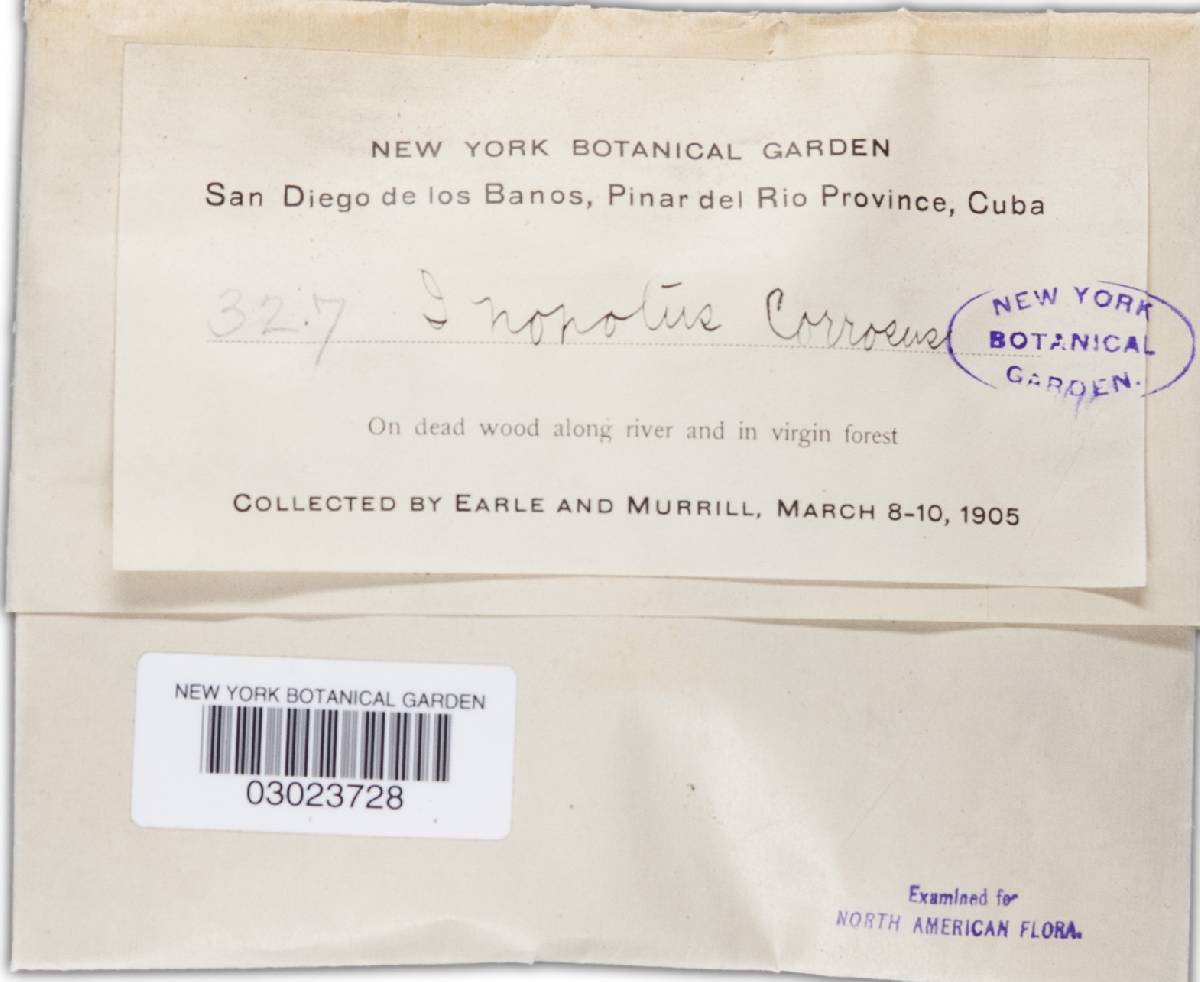 NEW YORK BOTANICAL GARDEN
San Diego de los Banos, Pinar del Rio Province, Cuba
327 Inopotus Corrosus
NEW YORK
BOTANICAL
GARDEN.
On dead wood along river and in virgin forest
COLLECTED BY EARLE AND MURRILL, MARCH 8-10, 1905
NEW YORK BOTANICAL GARDEN
03023728
Examined for
NORTH AMERICAN FLORA.